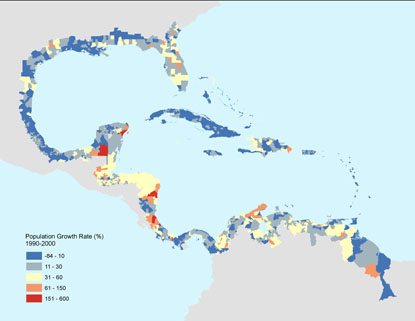 Population Growth Rate (%)
1990-2000
-84 - 10
11 - 30
31 - 60
61 - 150
151 - 600